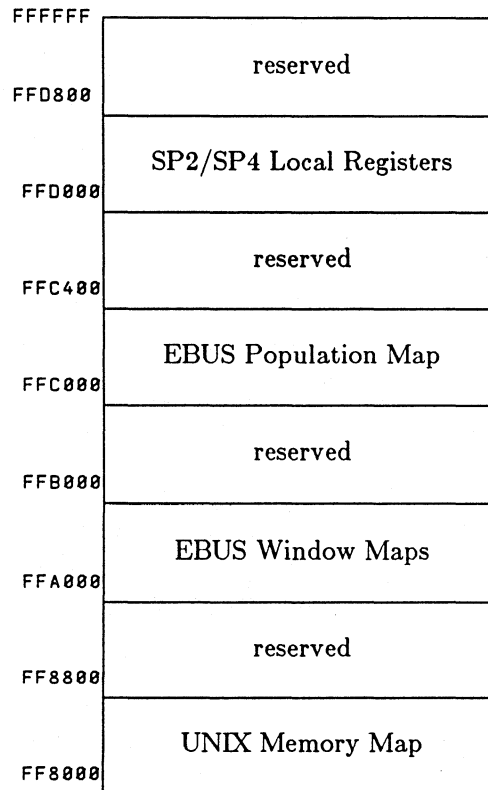 FFFFFF
reserved
FFD800
SP2/SP4 Local Registers
FFD000
reserved
FFC400
EBUS Population Map
FFC000
reserved
FFB000
EBUS Window Maps
FFA000
reserved
FF8800
UNIX Memory Map
FF8000